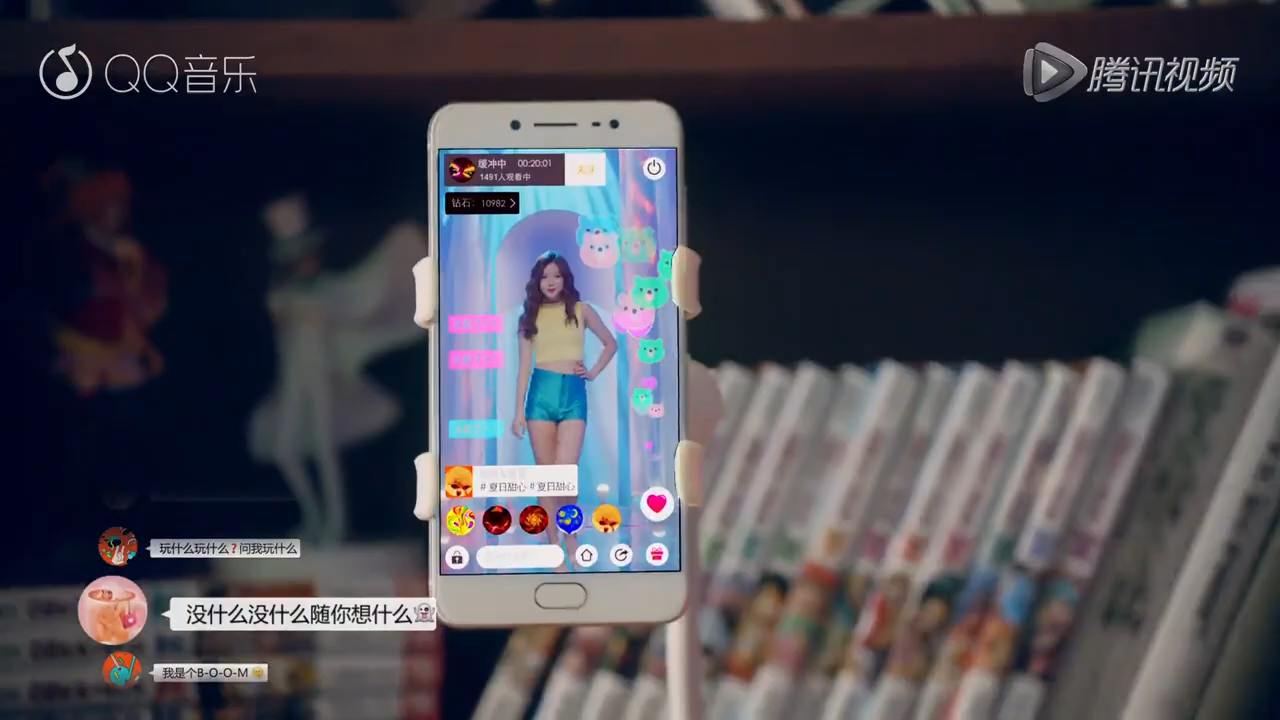 QQ音乐
腾讯视频
缓冲中 00:20:01
1491人观看中
关注
钻石: 10982 >
#夏日甜心#夏日甜心
玩什么玩什么❓问我玩什么
没什么没什么随你想什么👻
我是个B-O-O-M